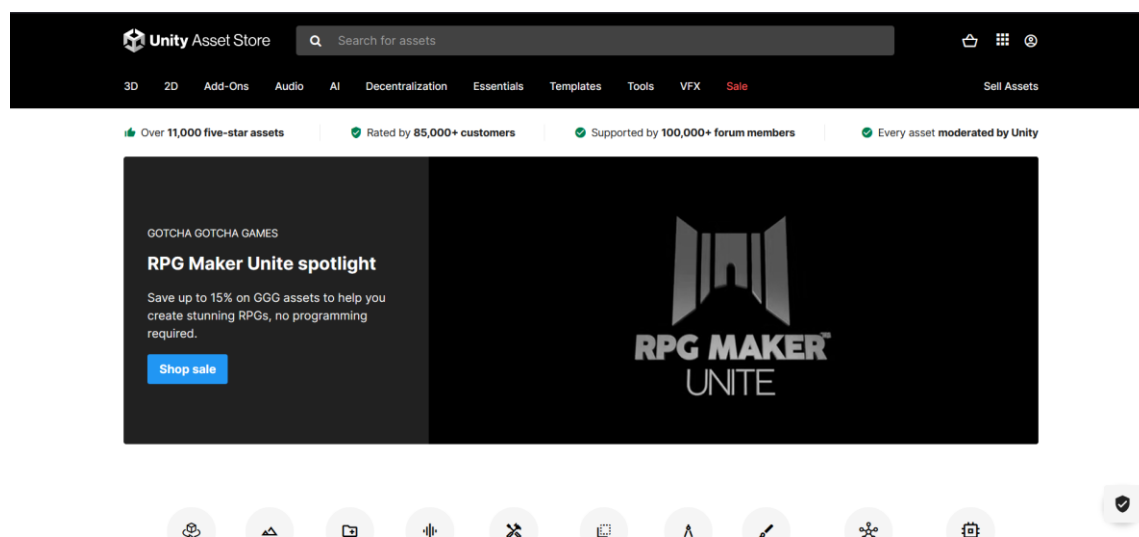 Unity Asset Store
Search for assets
3D 2D Add-Ons Audio AI Decentralization Essentials Templates Tools VFX Sale Sell Assets
Over 11,000 five-star assets Rated by 85,000+ customers Supported by 100,000+ forum members Every asset moderated by Unity
GOTCHA GOTCHA GAMES
RPG Maker Unite spotlight
Save up to 15% on GGG assets to help you
create stunning RPGs, no programming
required.
Shop sale
RPG MAKER™
UNITE